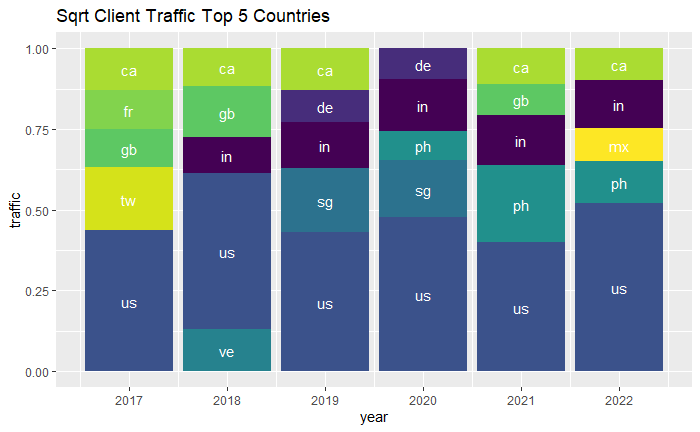 Sqrt Client Traffic Top 5 Countries
1.00
0.75
0.50
0.25
0.00
traffic
ca
fr
gb
tw
us
ca
gb
in
us
ve
ca
de
in
sg
us
de
in
ph
sg
us
ca
gb
in
ph
us
ca
in
mx
ph
us
2017 2018 2019 2020 2021 2022
year